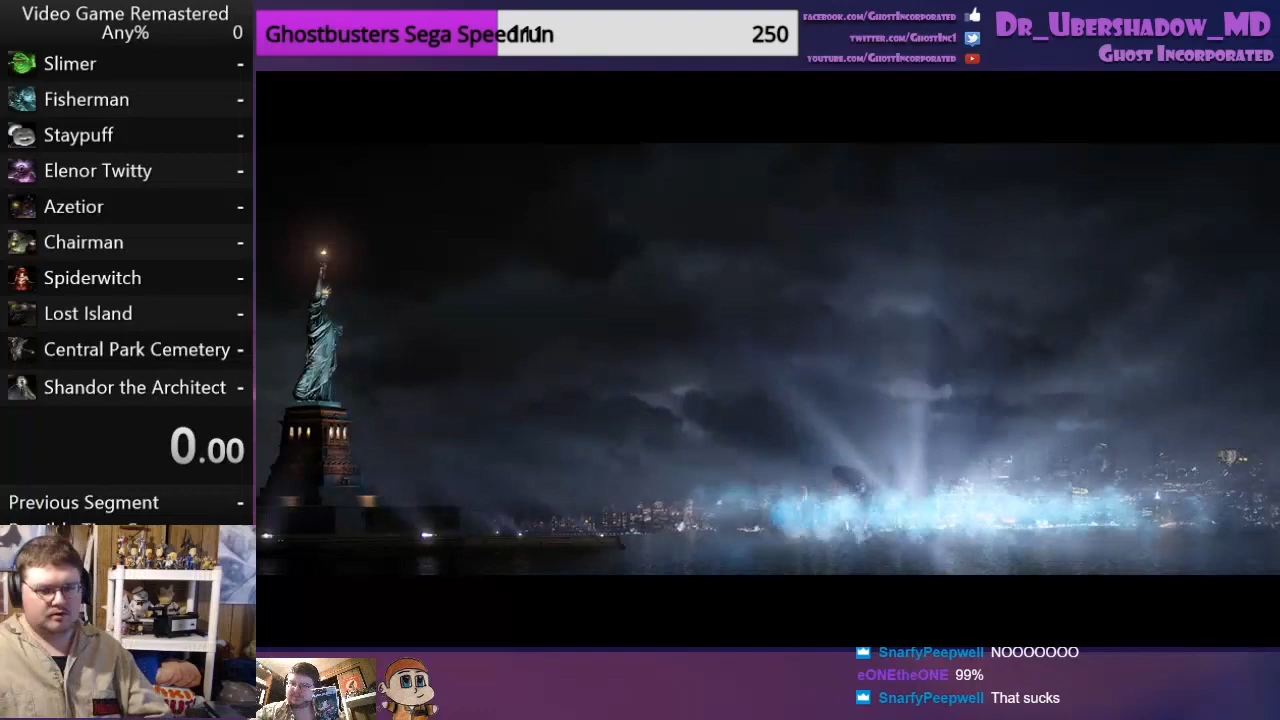 Video Game Remastered
Any% 0
Slimer -
Fisherman -
Staypuff -
Elenor Twitty -
Azetior -
Chairman -
Spiderwitch -
Lost Island -
Central Park Cemetery -
Shandor the Architect -
0.00
Previous Segment -
Ghostbusters Sega Speedrun
250
facebook.com/GhostIncorporated
twitter.com/GhostInc1
youtube.com/GhostIncorporated
Dr_Ubershadow_MD
Ghost Incorporated
SnarfyPeepwell NOOOOOOO
eONEtheONE 99%
SnarfyPeepwell That sucks